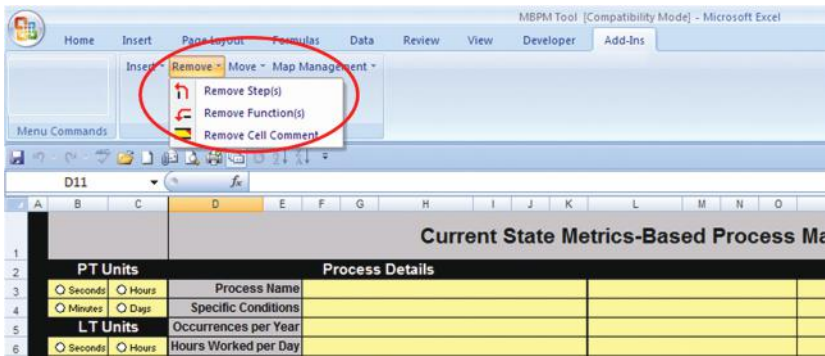 MBPM Tool [Compatibility Mode] - Microsoft Excel
Home Insert Page Layout Formulas Data Review View Developer Add-Ins
Insert Remove Move Map Management
Remove Step(s)
Remove Function(s)
Remove Cell Comment
Menu Commands
D11 fx
A B C D E F G H I J K L M N O
1 Current State Metrics-Based Process Ma
2 PT Units Process Details
3 Seconds Hours Process Name
4 Minutes Days Specific Conditions
5 LT Units Occurrences per Year
6 Seconds Hours Hours Worked per Day